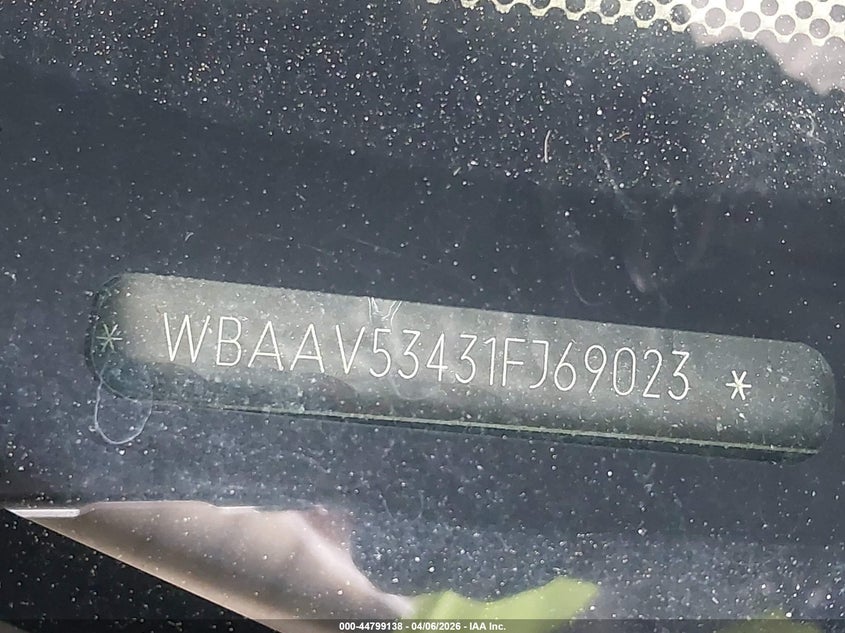 * WBAAV53431FJ69023 *
000-44799138 - 04/06/2026 - IAA Inc.